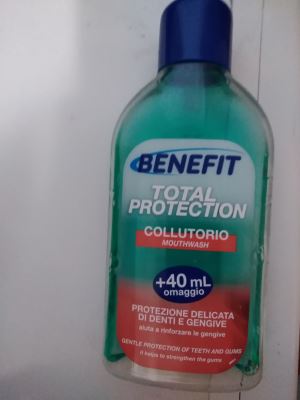 BENEFIT
TOTAL
PROTECTION
COLLUTORIO
MOUTHWASH
+40 mL
omaggio
PROTEZIONE DELICATA
DI DENTI E GENGIVE
aiuta a rinforzare le gengive
GENTLE PROTECTION OF TEETH AND GUMS
it helps to strengthen the gums